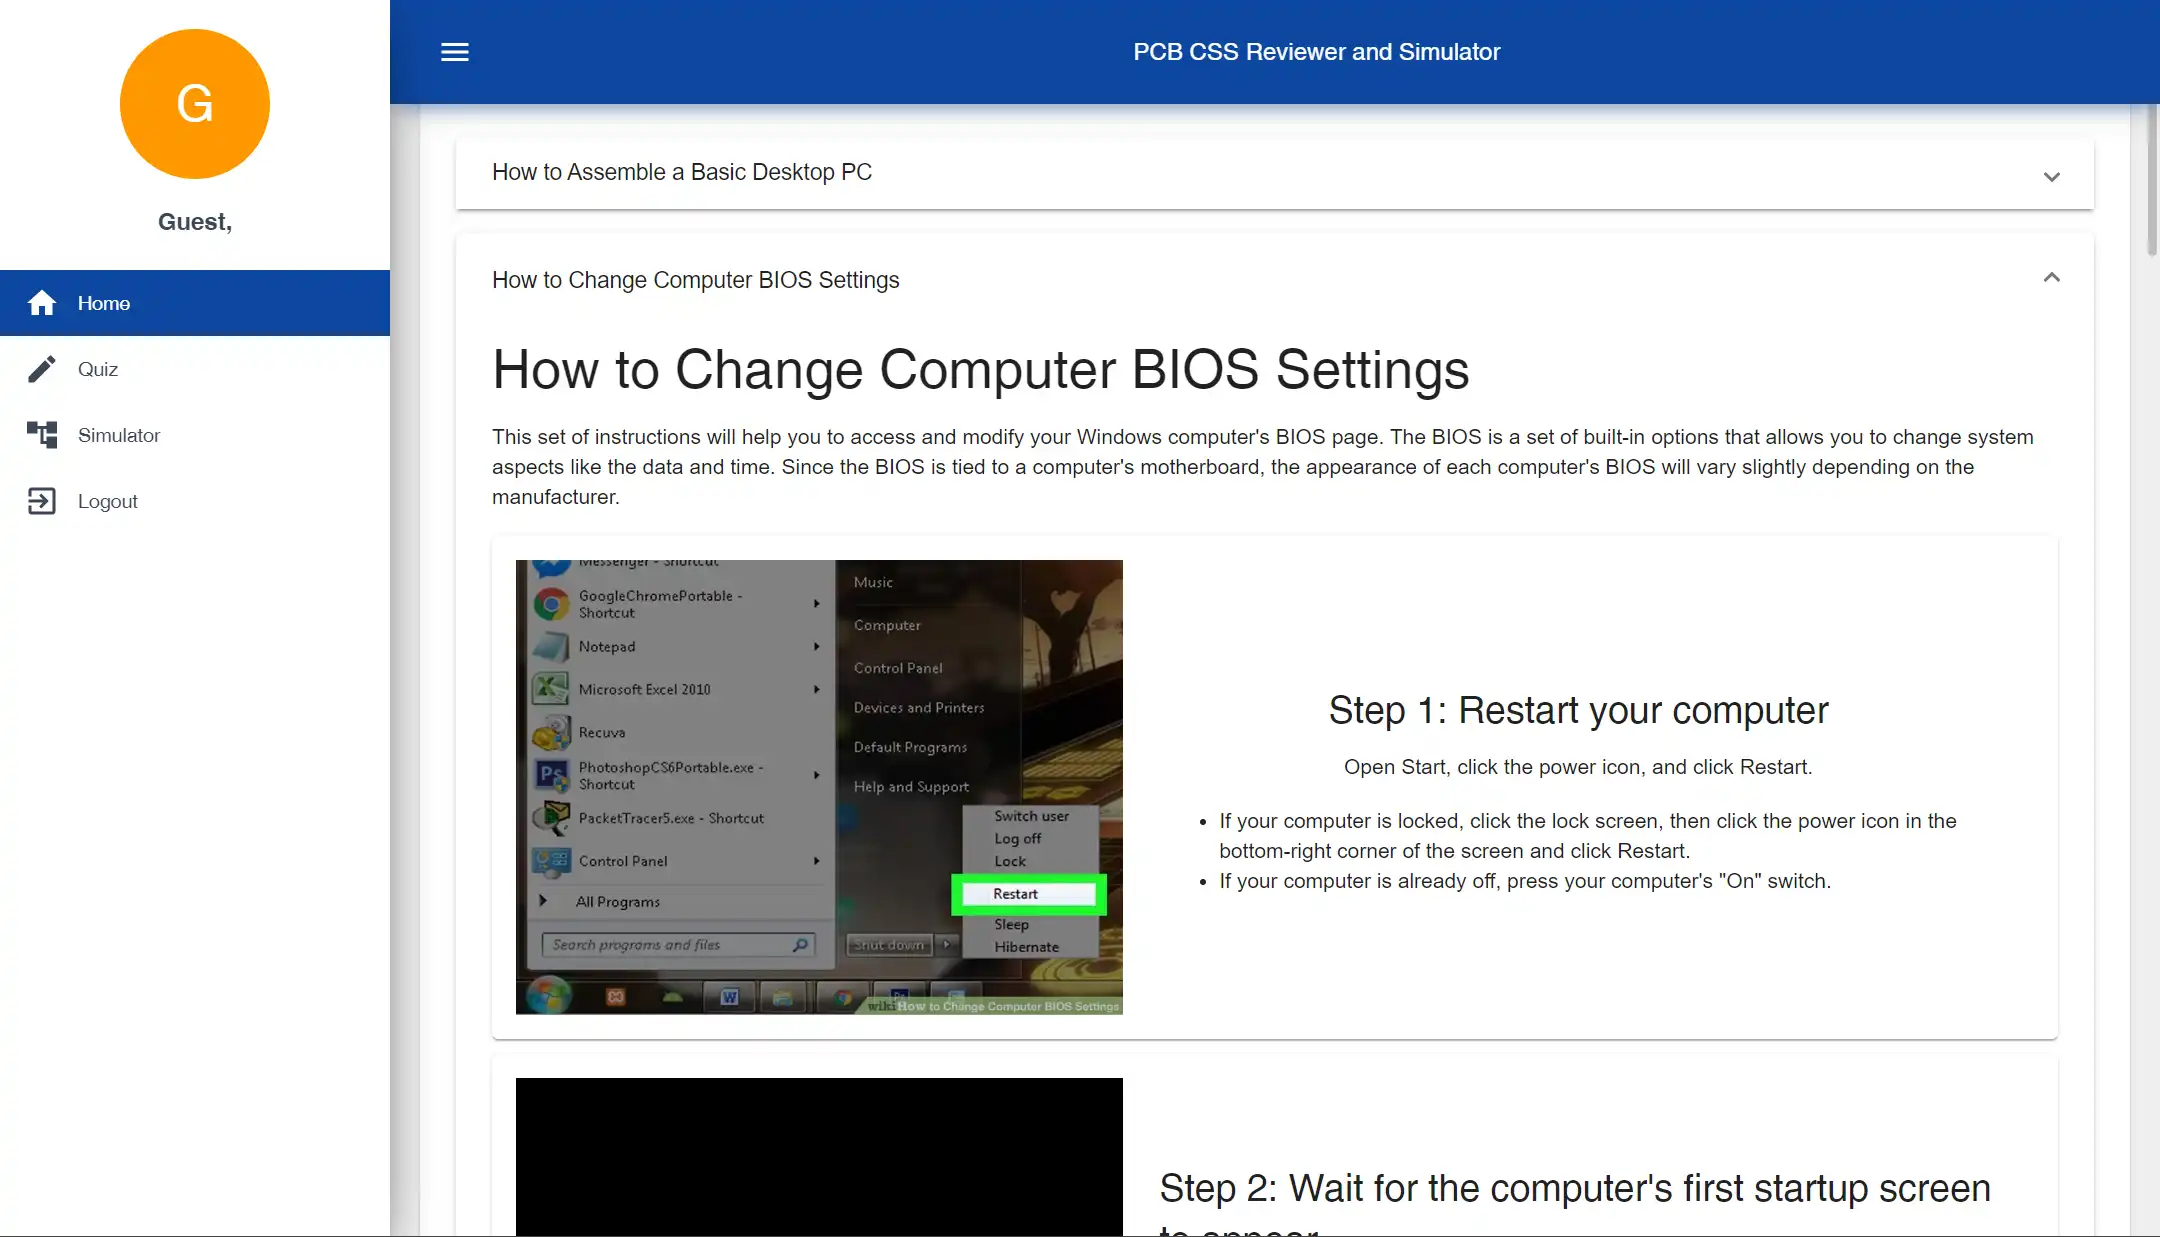 G
Guest,
Home
Quiz
Simulator
Logout
PCB CSS Reviewer and Simulator
How to Assemble a Basic Desktop PC
How to Change Computer BIOS Settings
How to Change Computer BIOS Settings
This set of instructions will help you to access and modify your Windows computer's BIOS page. The BIOS is a set of built-in options that allows you to change system
aspects like the data and time. Since the BIOS is tied to a computer's motherboard, the appearance of each computer's BIOS will vary slightly depending on the
manufacturer.
Messenger - Shortcut
GoogleChromePortable -
Shortcut
Notepad
Microsoft Excel 2010
Recuva
PhotoshopCS6Portable.exe -
Shortcut
PacketTracer5.exe - Shortcut
Control Panel
All Programs
Search programs and files
Music
Computer
Control Panel
Devices and Printers
Default Programs
Help and Support
Shut down
Switch user
Log off
Lock
Restart
Sleep
Hibernate
wiki How to Change Computer BIOS Settings
Step 1: Restart your computer
Open Start, click the power icon, and click Restart.
If your computer is locked, click the lock screen, then click the power icon in the
bottom-right corner of the screen and click Restart.
If your computer is already off, press your computer's "On" switch.
Step 2: Wait for the computer's first startup screen
to appear